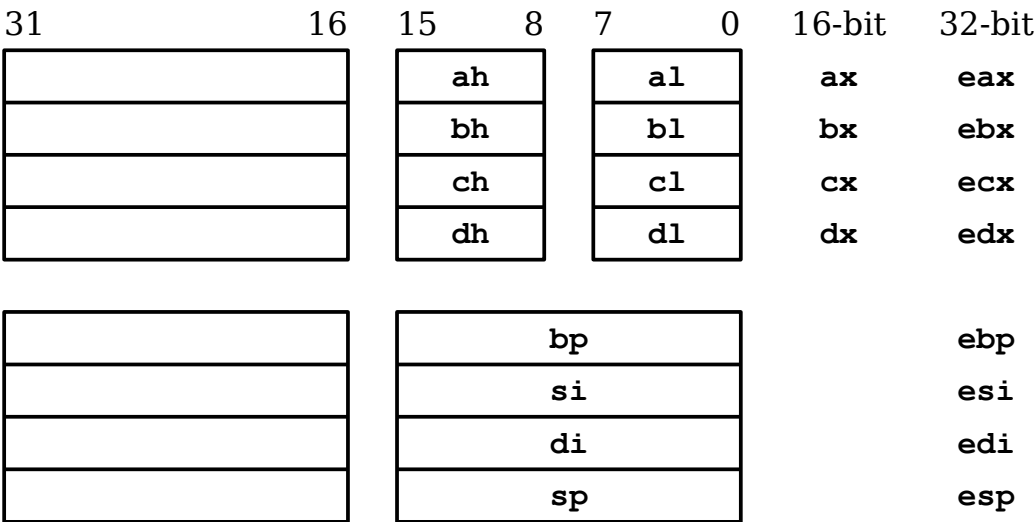 31 16 15 8 7 0 16-bit 32-bit
ah al ax eax
bh bl bx ebx
ch cl cx ecx
dh dl dx edx
bp ebp
si esi
di edi
sp esp